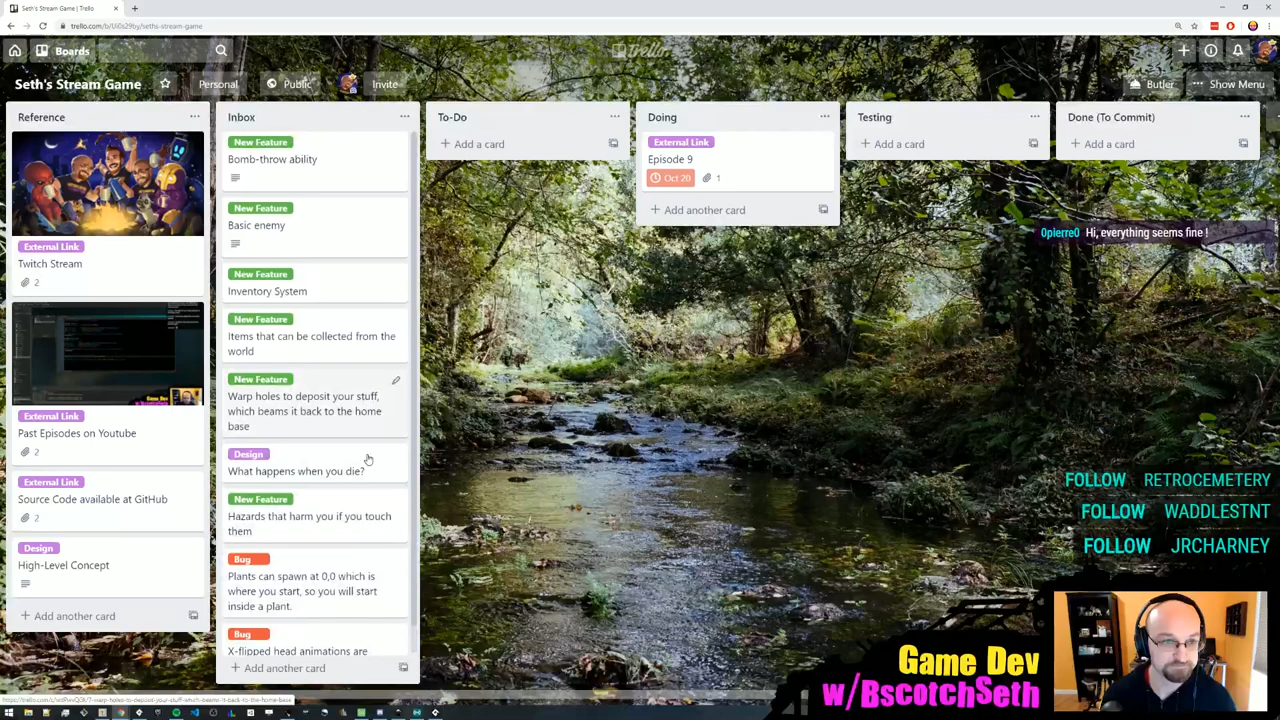 Seth's Stream Game | Trello
trello.com/b/Ui0s29by/seths-stream-game
Boards
Trello
Seth's Stream Game
Personal
Public
Invite
Butler
Show Menu
Reference
External Link
Twitch Stream
2
External Link
Past Episodes on Youtube
2
External Link
Source Code available at GitHub
2
Design
High-Level Concept
Add another card
Inbox
New Feature
Bomb-throw ability
New Feature
Basic enemy
New Feature
Inventory System
New Feature
Items that can be collected from the
world
New Feature
Warp holes to deposit your stuff,
which beams it back to the home
base
Design
What happens when you die?
New Feature
Hazards that harm you if you touch
them
Bug
Plants can spawn at 0,0 which is
where you start, so you will start
inside a plant.
Bug
X-flipped head animations are
Add another card
To-Do
Add a card
Doing
External Link
Episode 9
Oct 20
1
Add another card
Testing
Add a card
Done (To Commit)
Add a card
0pierre0 Hi, everything seems fine !
FOLLOW RETROCEMETERY
FOLLOW WADDLESTNT
FOLLOW JRCHARNEY
Game Dev
w/BscotchSeth